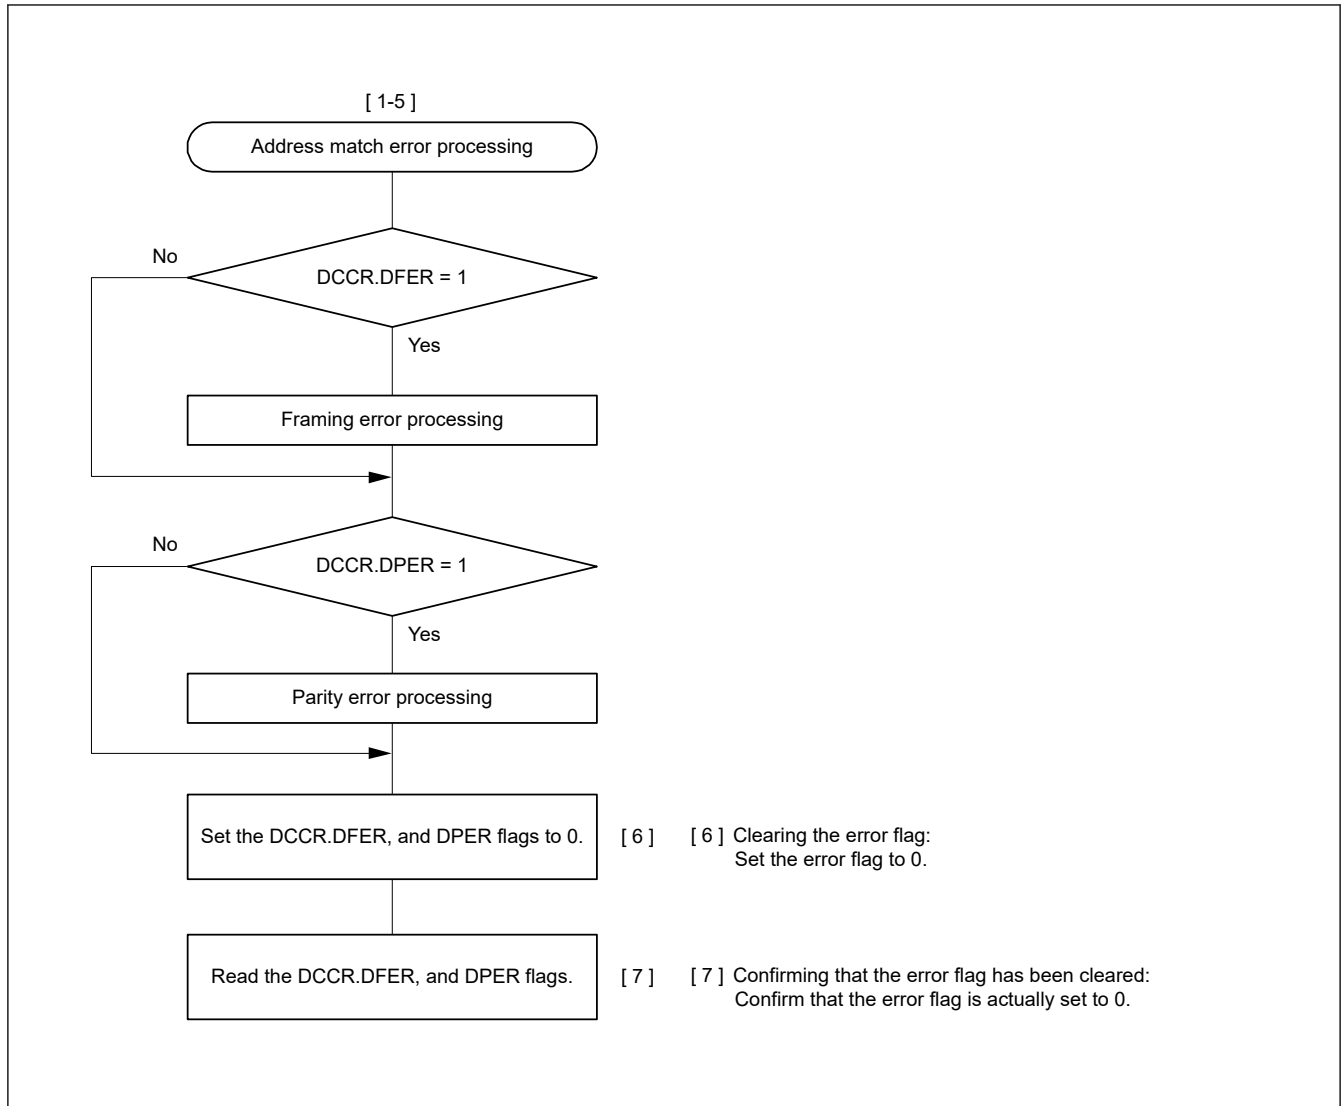 [ 1-5 ]
Address match error processing
No
DCCR.DFER = 1
Yes
Framing error processing
No
DCCR.DPER = 1
Yes
Parity error processing
Set the DCCR.DFER, and DPER flags to 0.
[ 6 ]
[ 6 ] Clearing the error flag:
Set the error flag to 0.
Read the DCCR.DFER, and DPER flags.
[ 7 ]
[ 7 ] Confirming that the error flag has been cleared:
Confirm that the error flag is actually set to 0.